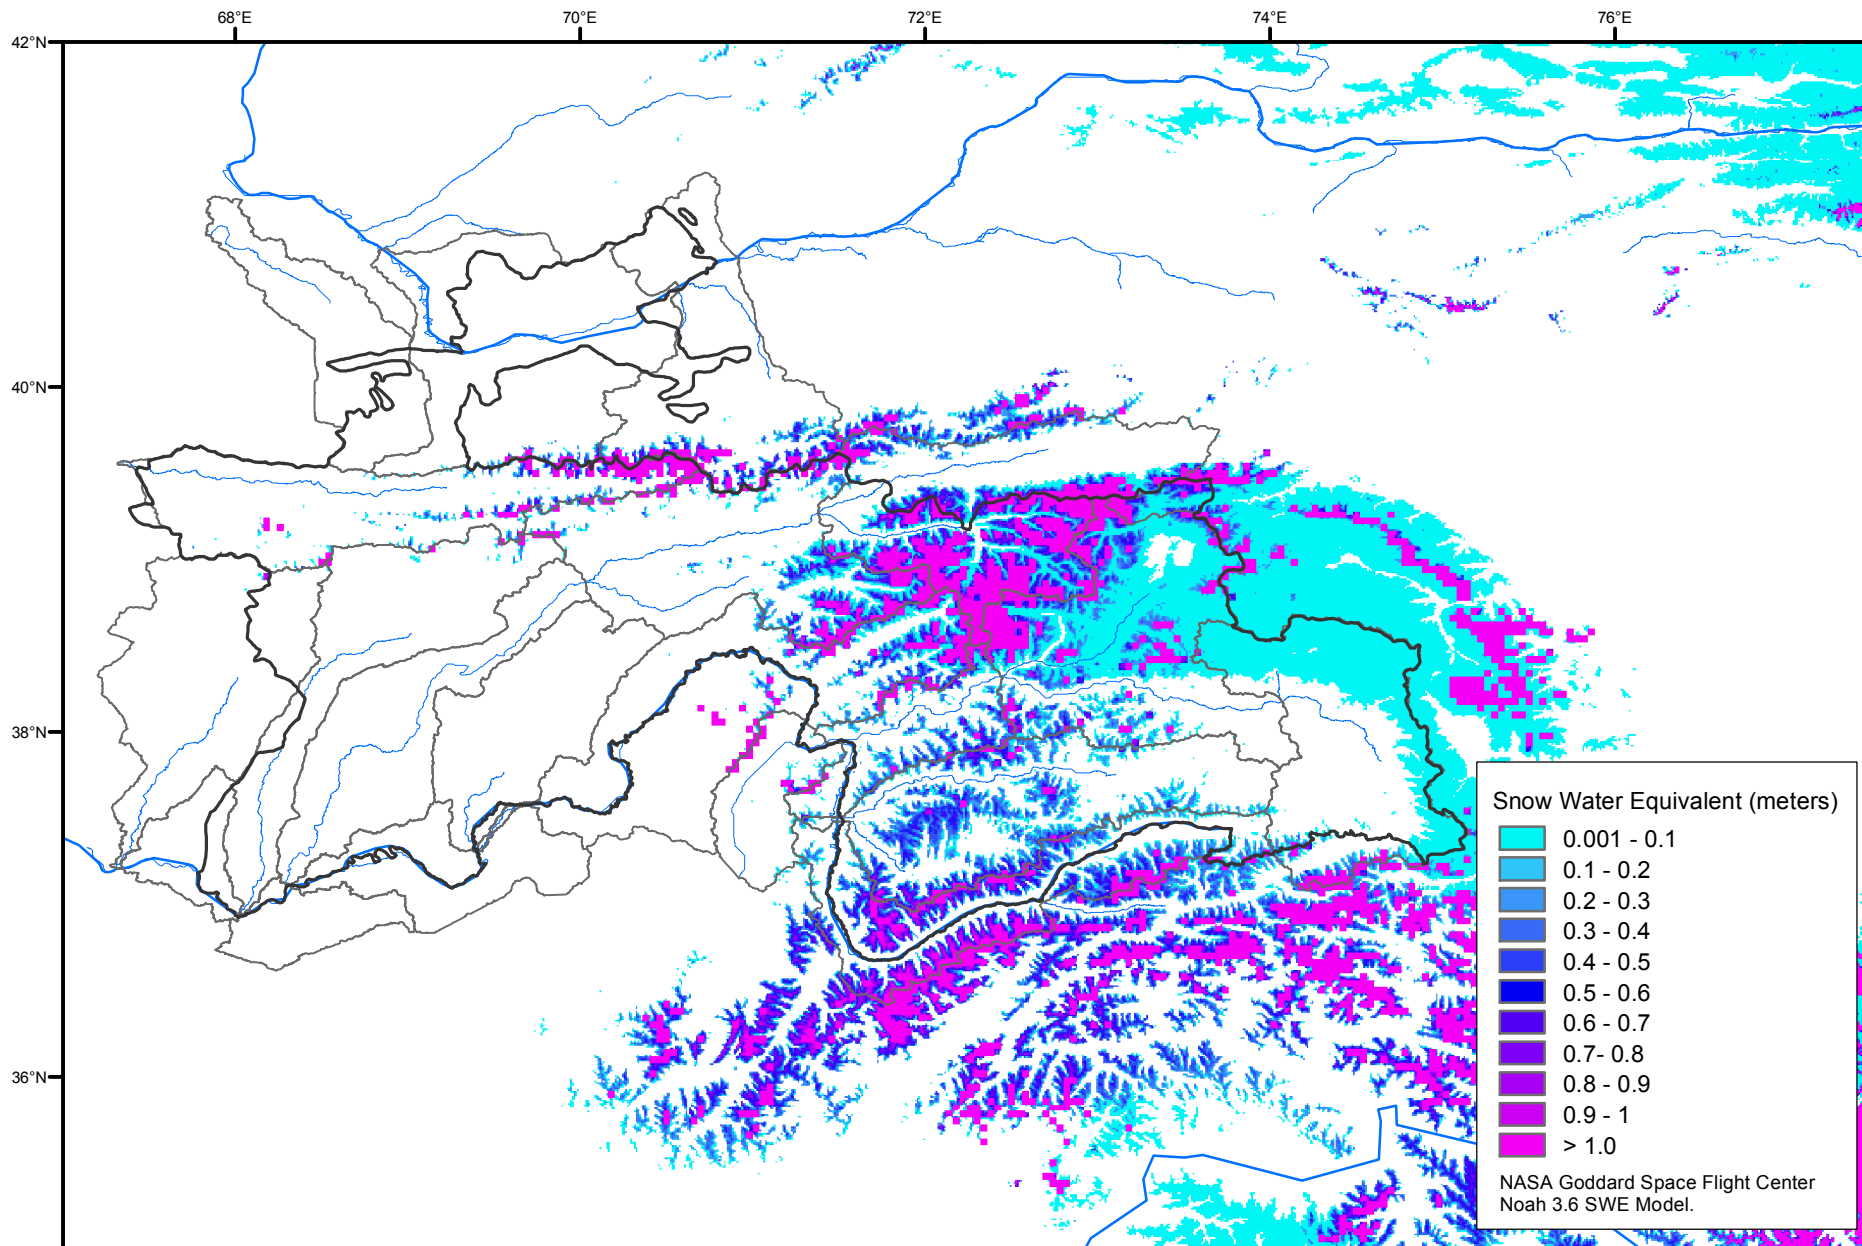 68°E
70°E
72°E
74°E
76°E
42°N
40°N
38°N
36°N
Snow Water Equivalent (meters)
0.001 - 0.1
0.1 - 0.2
0.2 - 0.3
0.3 - 0.4
0.4 - 0.5
0.5 - 0.6
0.6 - 0.7
0.7- 0.8
0.8 - 0.9
0.9 - 1
> 1.0
NASA Goddard Space Flight Center
Noah 3.6 SWE Model.